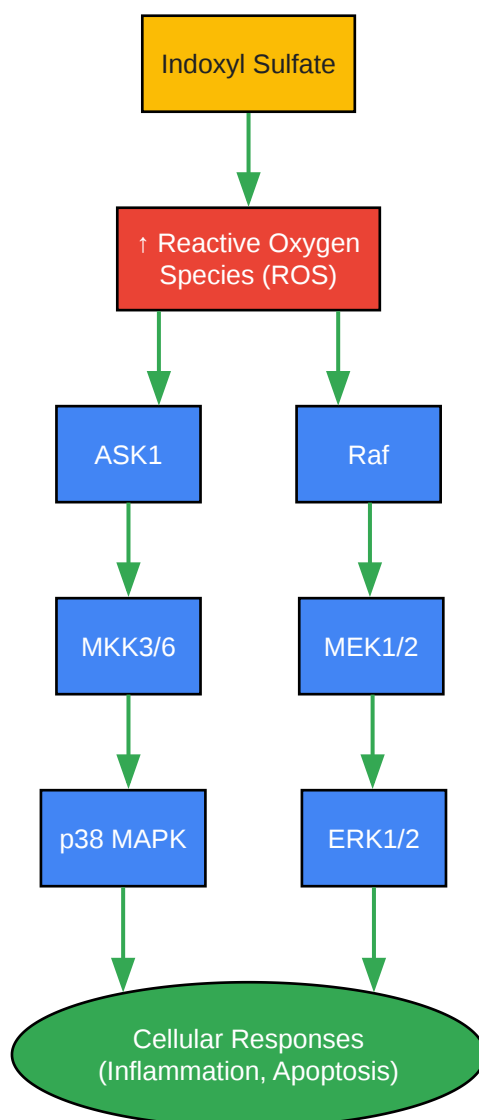 Indoxyl Sulfate
↑ Reactive Oxygen
Species (ROS)
ASK1
Raf
MKK3/6
MEK1/2
p38 MAPK
ERK1/2
Cellular Responses
(Inflammation, Apoptosis)